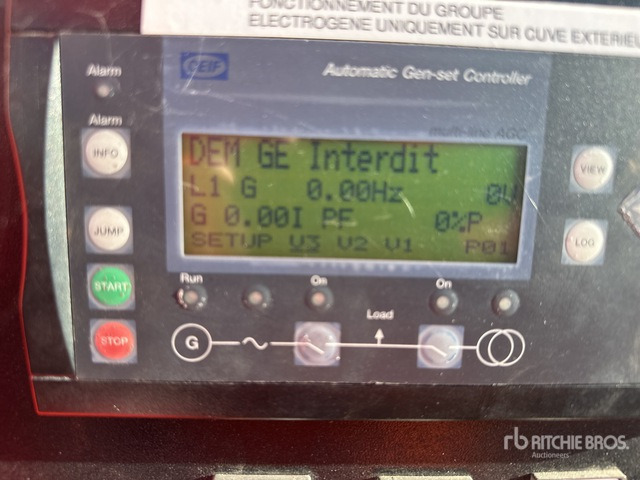 FONCTIONNEMENT DU GROUPE
ELECTROGENE UNIQUEMENT SUR CUVE EXTERIEU
Alarm
DEIF
Automatic Gen-set Controller
multi-line AGC
Alarm
INFO
DEM GE Interdit
VIEW
L1 G 0.00Hz 0V
JUMP
G 0.00I PF 0%P
LOG
SETUP V3 V2 V1 P01
START
Run
On
On
Load
STOP
G
rb RITCHIE BROS.
Auctioneers